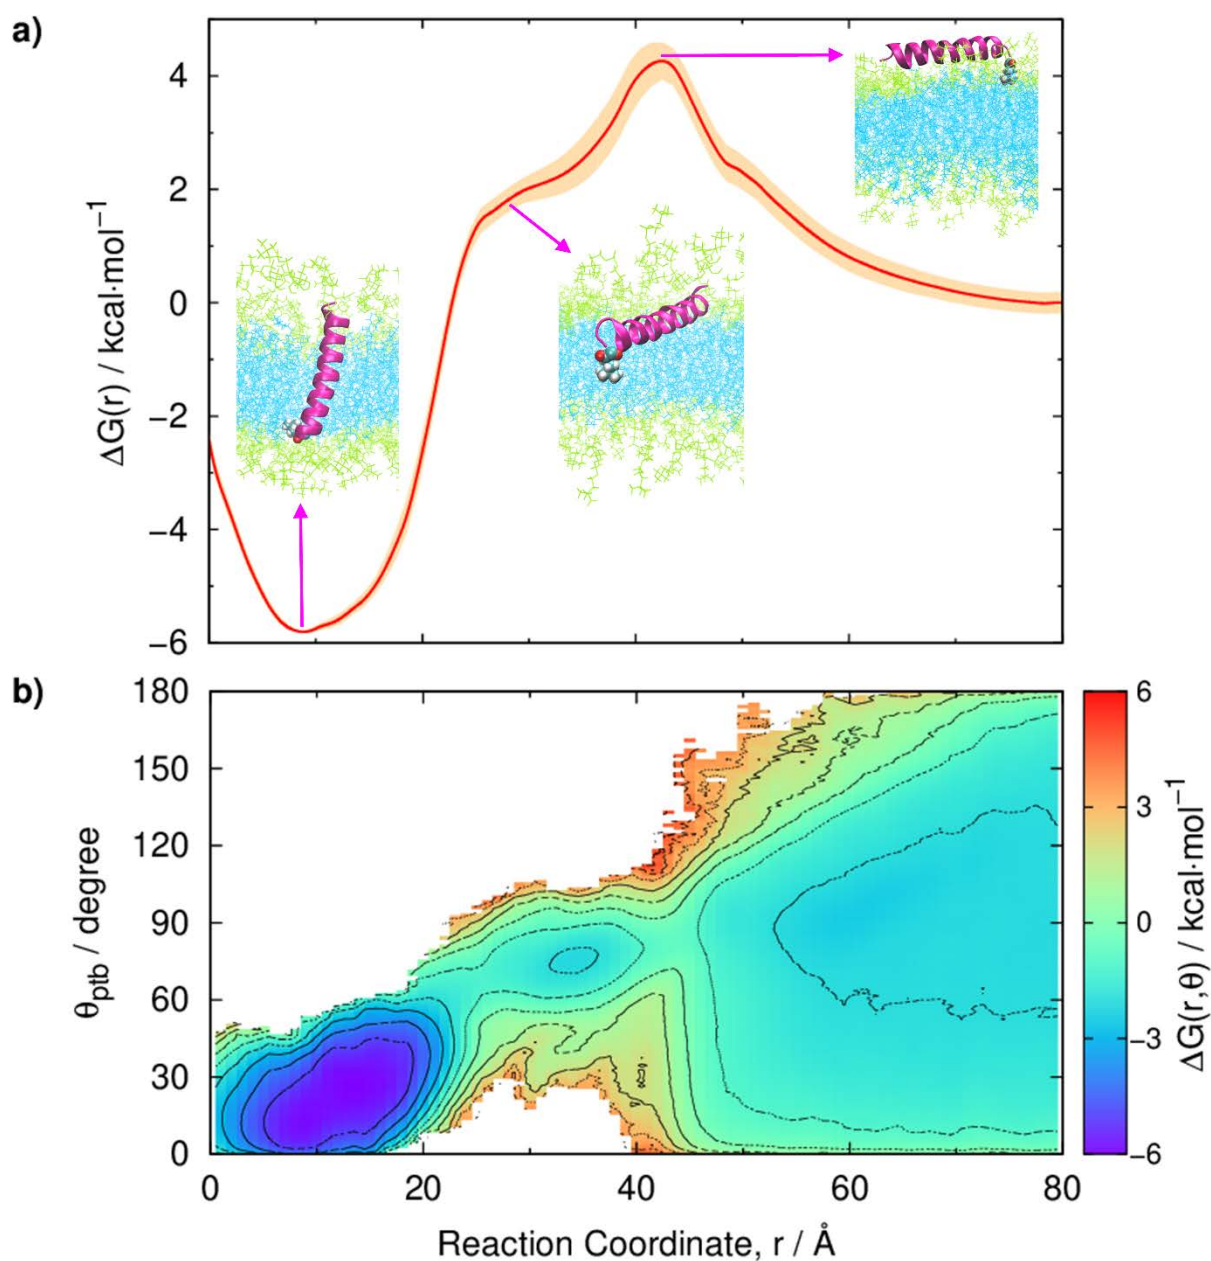 a)
ΔG(r) / kcal·mol⁻¹
4
2
0
−2
−4
−6
b)
θptb / degree
180
150
120
90
60
30
0
0 20 40 60 80
Reaction Coordinate, r / Å
6
3
0
−3
−6
ΔG(r,θ) / kcal·mol⁻¹